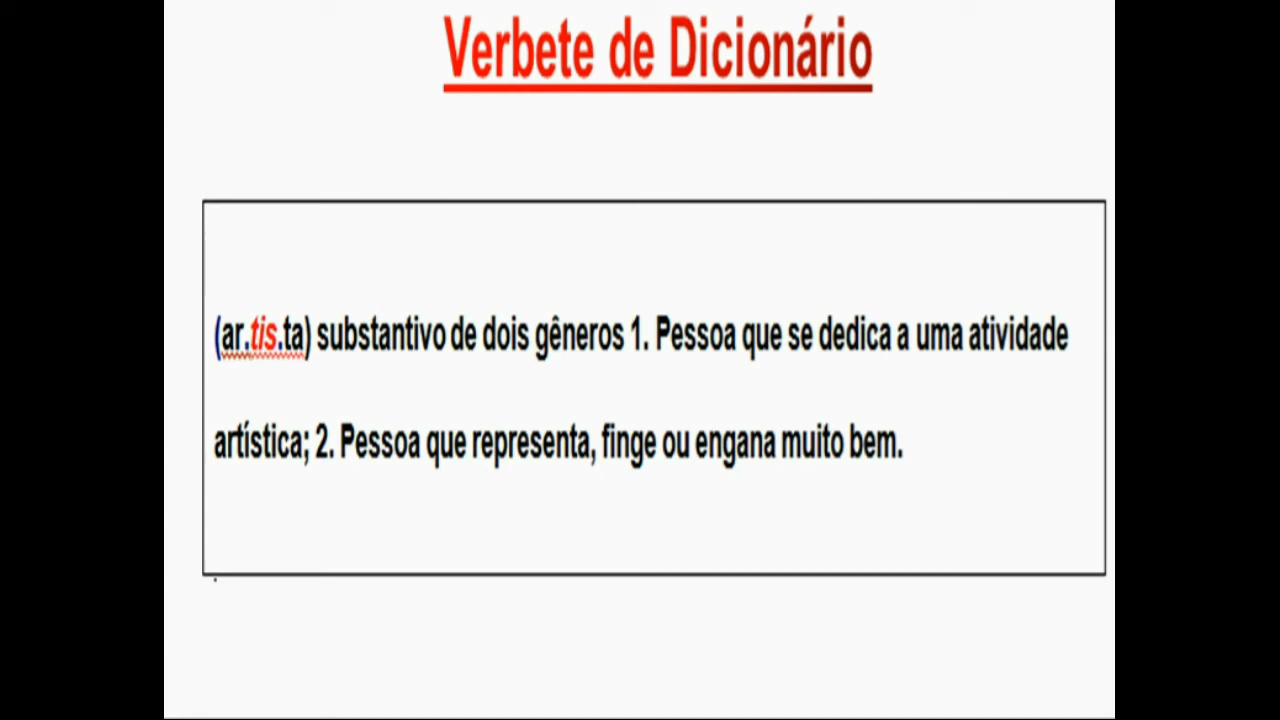 Verbete de Dicionário
(ar.tis.ta) substantivo de dois gêneros 1. Pessoa que se dedica a uma atividade
artística; 2. Pessoa que representa, finge ou engana muito bem.
.